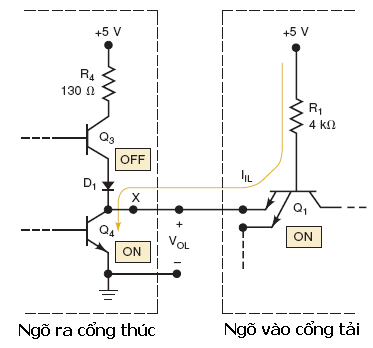 +5 V
R4
130 Ω
Q3
OFF
D1
X
Q4
ON
+
VOL
–
+5 V
R1
4 kΩ
IIL
Q1
ON
Ngõ ra cổng thúc
Ngõ vào cổng tải